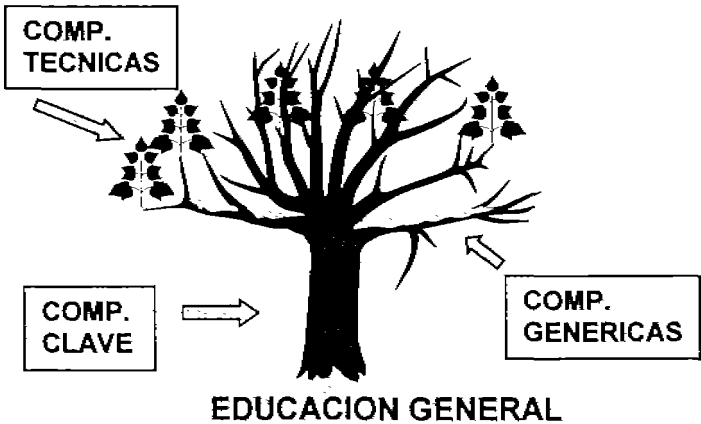 COMP.
TECNICAS
COMP.
CLAVE
COMP.
GENERICAS
EDUCACION GENERAL